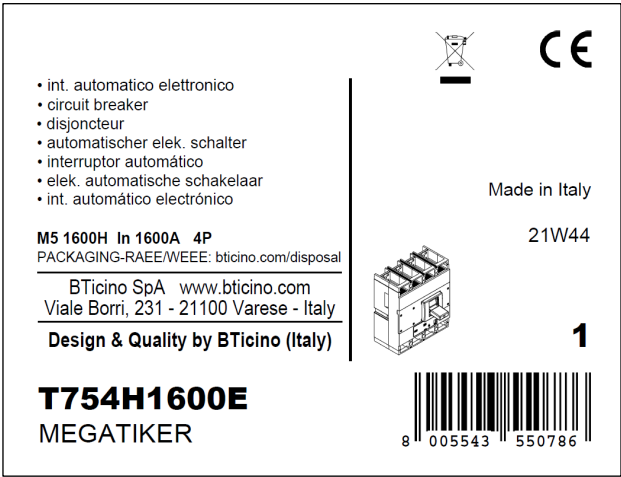 • int. automatico elettronico
• circuit breaker
• disjoncteur
• automatischer elek. schalter
• interruptor automático
• elek. automatische schakelaar
• int. automático electrónico
M5 1600H In 1600A 4P
PACKAGING-RAEE/WEEE: bticino.com/disposal
BTicino SpA www.bticino.com
Viale Borri, 231 - 21100 Varese - Italy
Design & Quality by BTicino (Italy)
T754H1600E
MEGATIKER
CE
Made in Italy
21W44
1
8 005543 550786